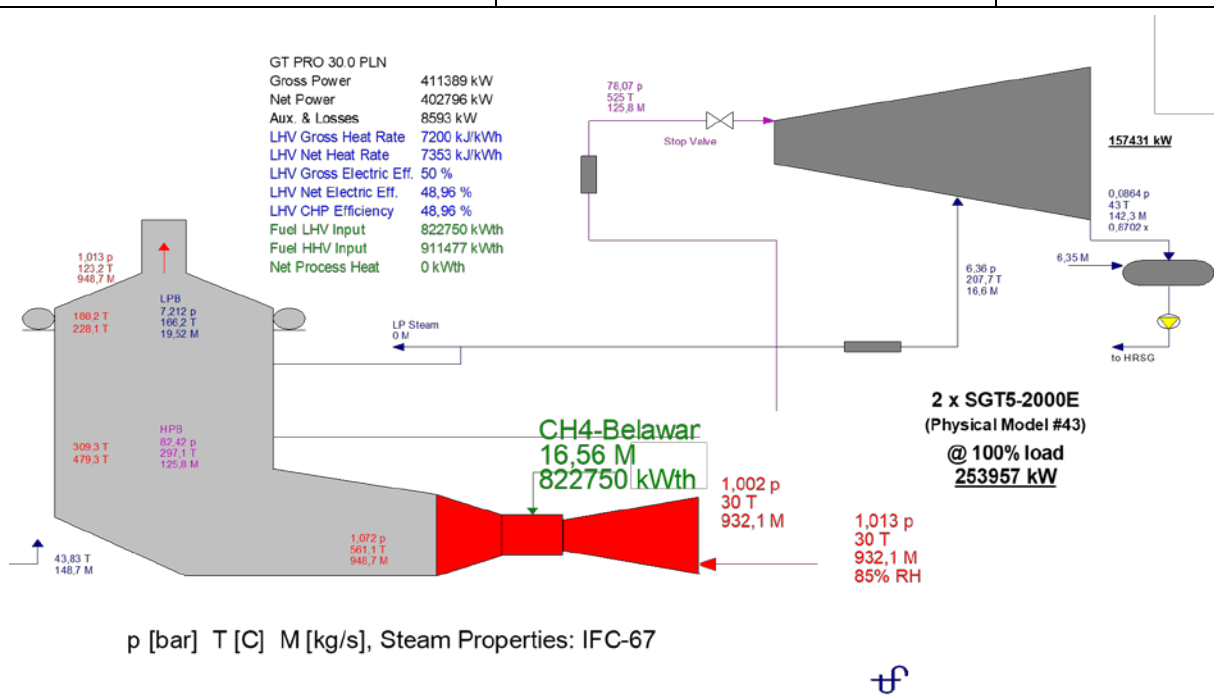 GT PRO 30.0 PLN
Gross Power 411389 kW
Net Power 402796 kW
Aux. & Losses 8593 kW
LHV Gross Heat Rate 7200 kJ/kWh
LHV Net Heat Rate 7353 kJ/kWh
LHV Gross Electric Eff. 50 %
LHV Net Electric Eff. 48,96 %
LHV CHP Efficiency 48,96 %
Fuel LHV Input 822750 kWth
Fuel HHV Input 911477 kWth
Net Process Heat 0 kWth
78,07 p
525 T
125,8 M
Stop Valve
157431 kW
0,0864 p
43 T
142,3 M
0,8702 x
6,35 M
to HRSG
6,36 p
207,7 T
16,6 M
LP Steam
0 M
1,013 p
123,2 T
948,7 M
LPB
7,212 p
166,2 T
19,52 M
188,2 T
228,1 T
HPB
82,42 p
297,1 T
125,8 M
309,3 T
479,3 T
43,83 T
148,7 M
1,072 p
561,1 T
948,7 M
CH4-Belawar
16,56 M
822750 kWth
1,002 p
30 T
932,1 M
1,013 p
30 T
932,1 M
85% RH
2 x SGT5-2000E
(Physical Model #43)
@ 100% load
253957 kW
p [bar] T [C] M [kg/s], Steam Properties: IFC-67